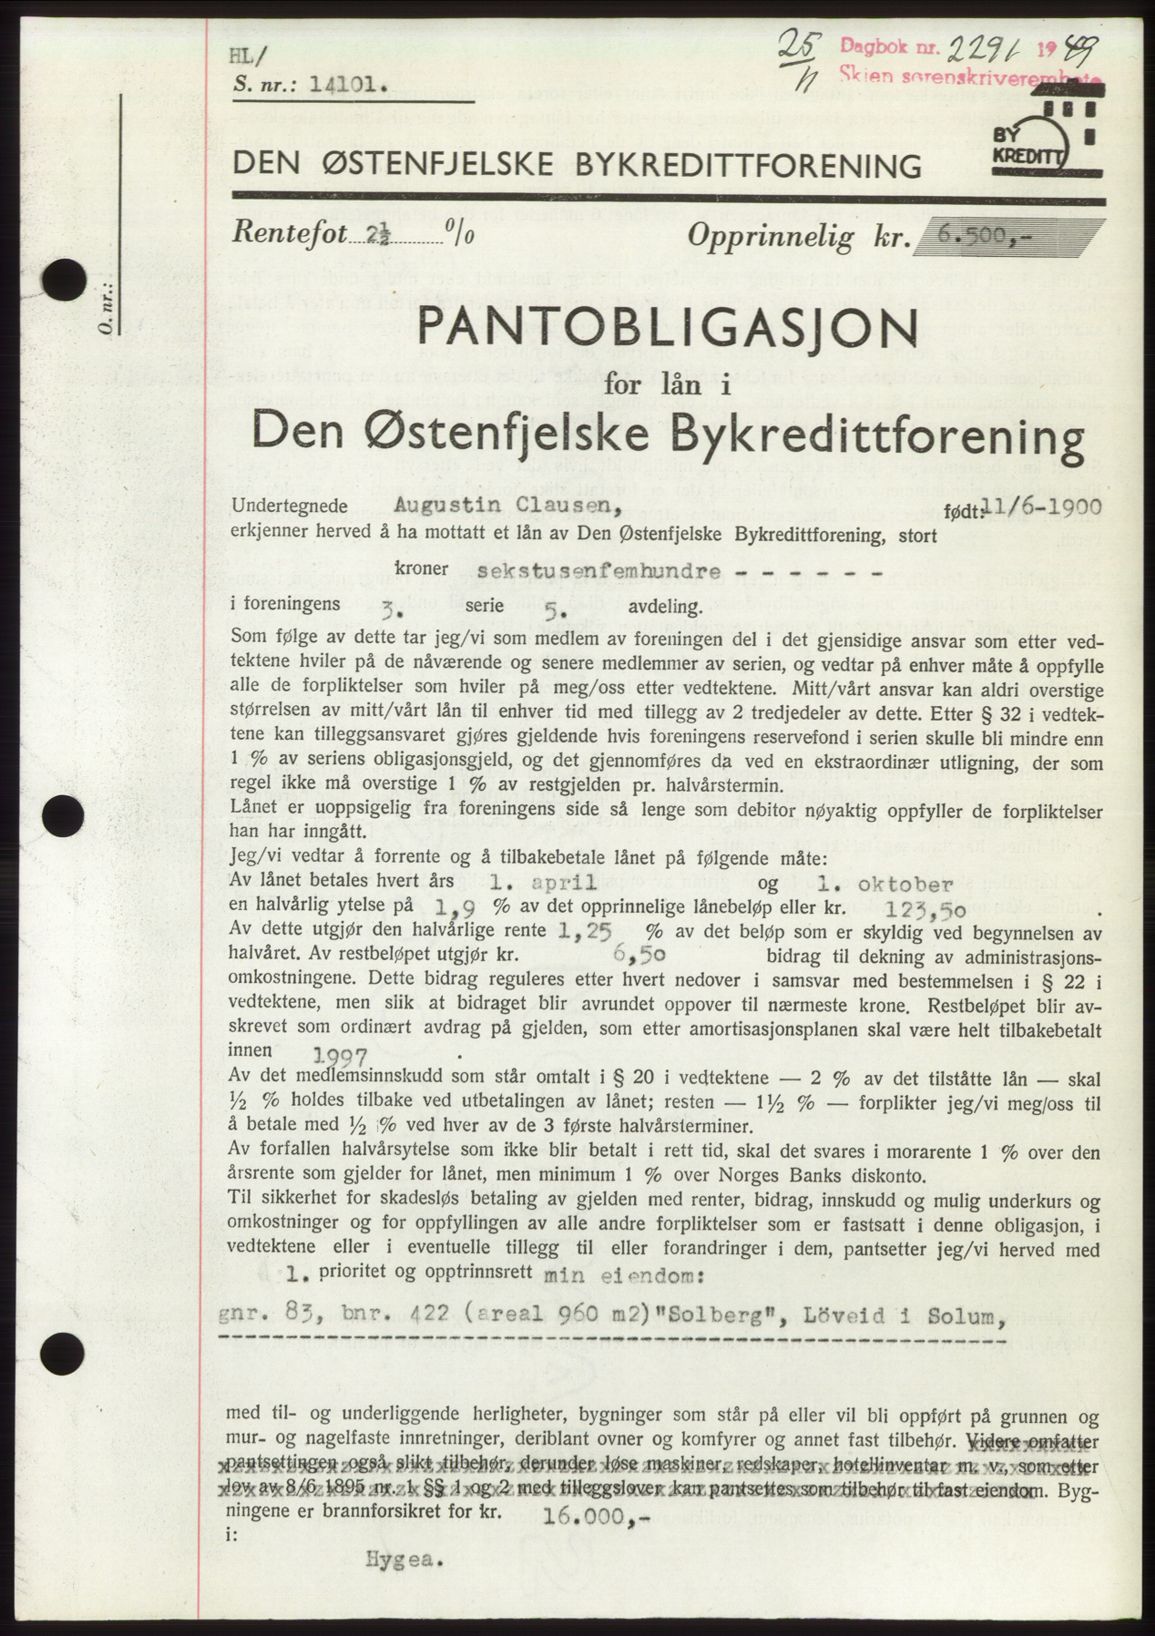 HL/
S. nr.: 14101.
25/11
Dagbok nr. 2291 1949
Skien sorenskriverembete
BY
KREDITT
DEN ØSTENFJELSKE BYKREDITTFORENING
Rentefot 2½ %
Opprinnelig kr. 6.500,-
O. nr.:
PANTOBLIGASJON
for lån i
Den Østenfjelske Bykredittforening
Undertegnede Augustin Clausen, født: 11/6-1900
erkjenner herved å ha mottatt et lån av Den Østenfjelske Bykredittforening, stort
kroner sekstusenfemhundre - - - - - -
i foreningens 3. serie 5. avdeling.
Som følge av dette tar jeg/vi som medlem av foreningen del i det gjensidige ansvar som etter ved-
tektene hviler på de nåværende og senere medlemmer av serien, og vedtar på enhver måte å oppfylle
alle de forpliktelser som hviler på meg/oss etter vedtektene. Mitt/vårt ansvar kan aldri overstige
størrelsen av mitt/vårt lån til enhver tid med tillegg av 2 tredjedeler av dette. Etter § 32 i vedtek-
tene kan tilleggsansvaret gjøres gjeldende hvis foreningens reservefond i serien skulle bli mindre enn
1 % av seriens obligasjonsgjeld, og det gjennomføres da ved en ekstraordinær utligning, der som
regel ikke må overstige 1 % av restgjelden pr. halvårstermin.
Lånet er uoppsigelig fra foreningens side så lenge som debitor nøyaktig oppfyller de forpliktelser
han har inngått.
Jeg/vi vedtar å forrente og å tilbakebetale lånet på følgende måte:
Av lånet betales hvert års 1. april og 1. oktober
en halvårlig ytelse på 1,9 % av det opprinnelige lånebeløp eller kr. 123,50 .
Av dette utgjør den halvårlige rente 1,25 % av det beløp som er skyldig ved begynnelsen av
halvåret. Av restbeløpet utgjør kr. 6,50 bidrag til dekning av administrasjons-
omkostningene. Dette bidrag reguleres etter hvert nedover i samsvar med bestemmelsen i § 22 i
vedtektene, men slik at bidraget blir avrundet oppover til nærmeste krone. Restbeløpet blir av-
skrevet som ordinært avdrag på gjelden, som etter amortisasjonsplanen skal være helt tilbakebetalt
innen 1997 .
Av det medlemsinnskudd som står omtalt i § 20 i vedtektene — 2 % av det tilståtte lån — skal
½ % holdes tilbake ved utbetalingen av lånet; resten — 1½ % — forplikter jeg/vi meg/oss til
å betale med ½ % ved hver av de 3 første halvårsterminer.
Av forfallen halvårsytelse som ikke blir betalt i rett tid, skal det svares i morarente 1 % over den
årsrente som gjelder for lånet, men minimum 1 % over Norges Banks diskonto.
Til sikkerhet for skadesløs betaling av gjelden med renter, bidrag, innskudd og mulig underkurs og
omkostninger og for oppfyllingen av alle andre forpliktelser som er fastsatt i denne obligasjon, i
vedtektene eller i eventuelle tillegg til eller forandringer i dem, pantsetter jeg/vi herved med
1. prioritet og opptrinnsrett min eiendom:
gnr. 83, bnr. 422 (areal 960 m2) "Solberg", Löveid i Solum,
med til- og underliggende herligheter, bygninger som står på eller vil bli oppført på grunnen og
mur- og nagelfaste innretninger, deriblant ovner og komfyrer og annet fast tilbehør. Videre omfatter
pantsettingen også slikt tilbehør, derunder løse maskiner, redskaper, hotellinventar m. v., som etter
lov av 8/6 1895 nr. 1 §§ 1 og 2 med tilleggslover kan pantsettes som tilbehør til fast eiendom. Byg-
ningene er brannforsikret for kr. 16.000,-
i:
Hygea.